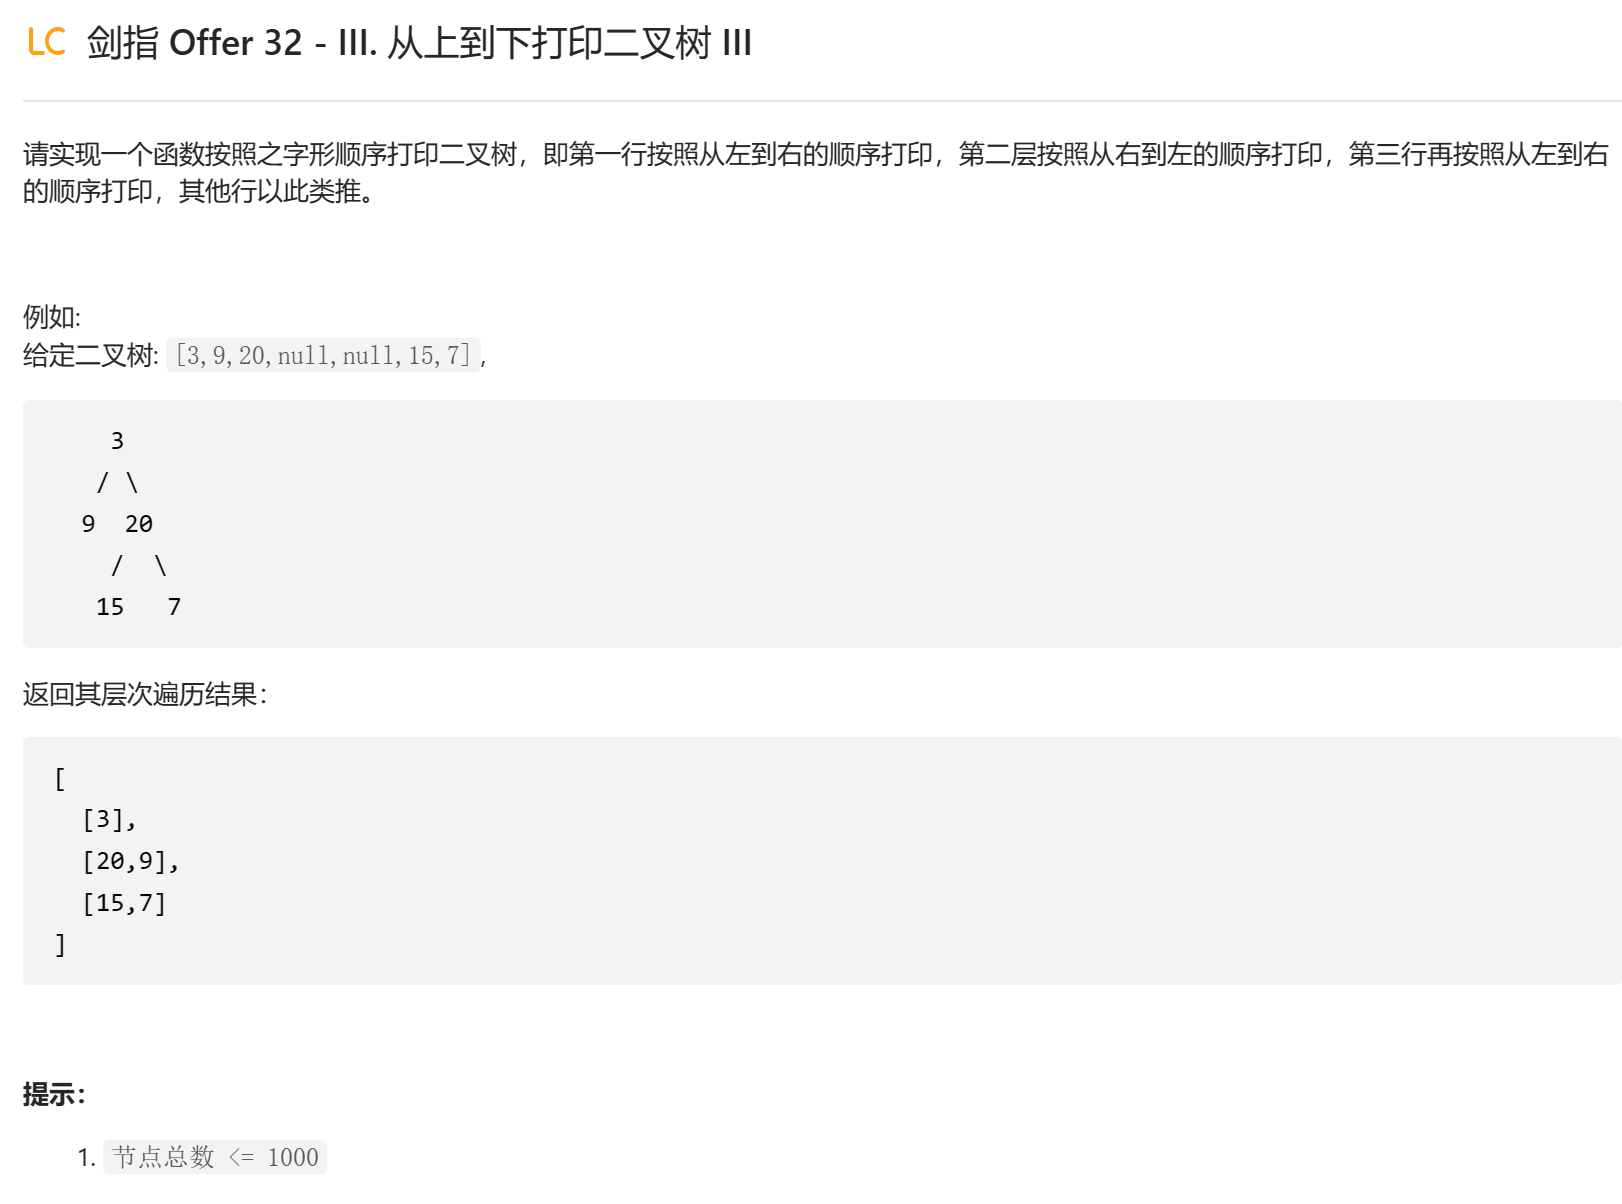 LC 剑指 Offer 32 - III. 从上到下打印二叉树 III
请实现一个函数按照之字形顺序打印二叉树，即第一行按照从左到右的顺序打印，第二层按照从右到左的顺序打印，第三行再按照从左到右
的顺序打印，其他行以此类推。
例如:
给定二叉树: [3,9,20,null,null,15,7],
    3
   / \
  9  20
    /  \
   15   7
返回其层次遍历结果：
[
  [3],
  [20,9],
  [15,7]
]
提示：
1. 节点总数 <= 1000